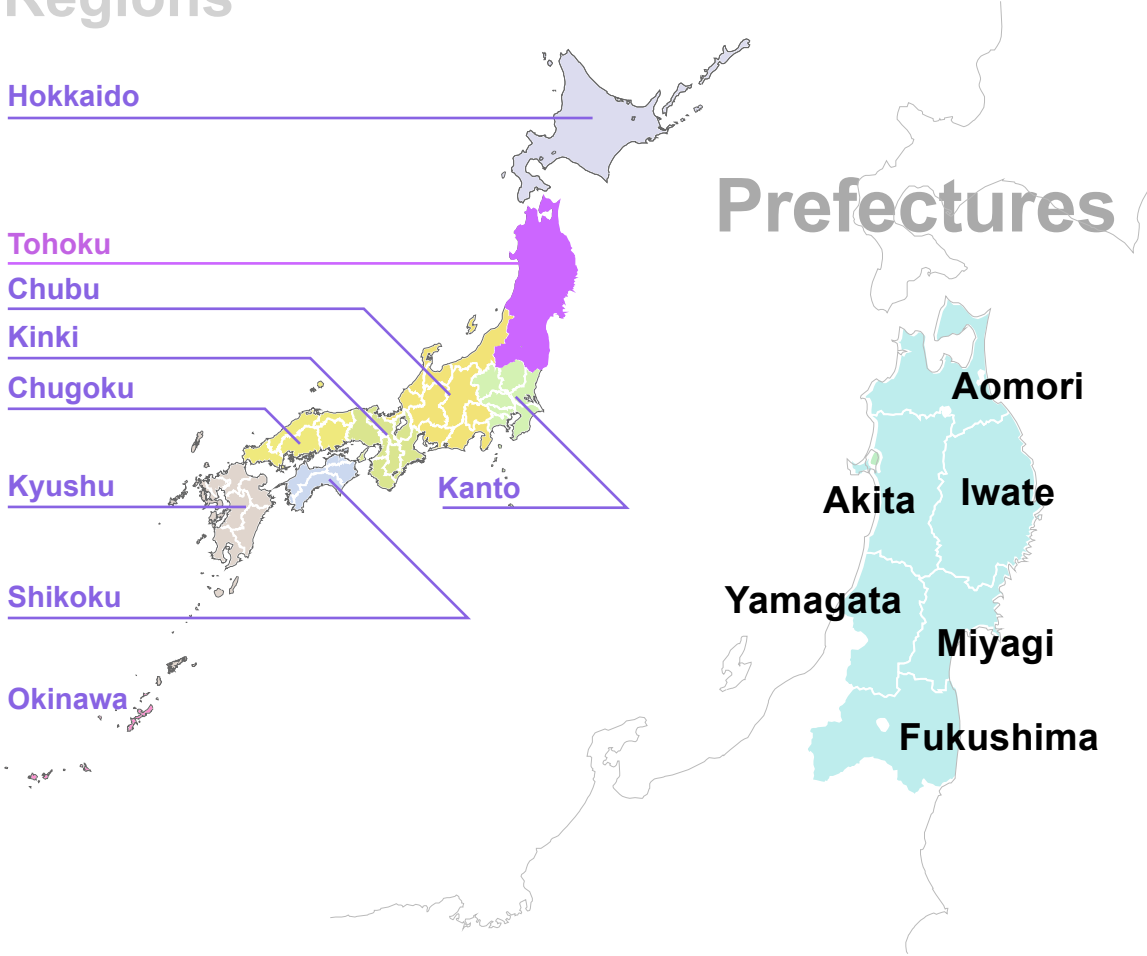 Regions
Hokkaido
Prefectures
Tohoku
Chubu
Kinki
Chugoku
Kyushu
Kanto
Shikoku
Okinawa
Aomori
Akita
Iwate
Yamagata
Miyagi
Fukushima